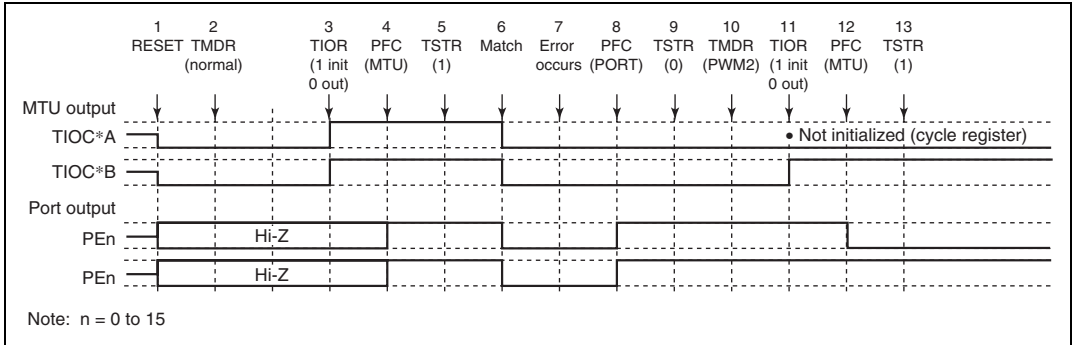 1 2 3 4 5 6 7 8 9 10 11 12 13
RESET TMDR TIOR PFC TSTR Match Error PFC TSTR TMDR TIOR PFC TSTR
(normal) (1 init (MTU) (1) occurs (PORT) (0) (PWM2) (1 init (MTU) (1)
0 out) 0 out)
MTU output
TIOC*A • Not initialized (cycle register)
TIOC*B
Port output
PEn Hi-Z
PEn Hi-Z
Note: n = 0 to 15